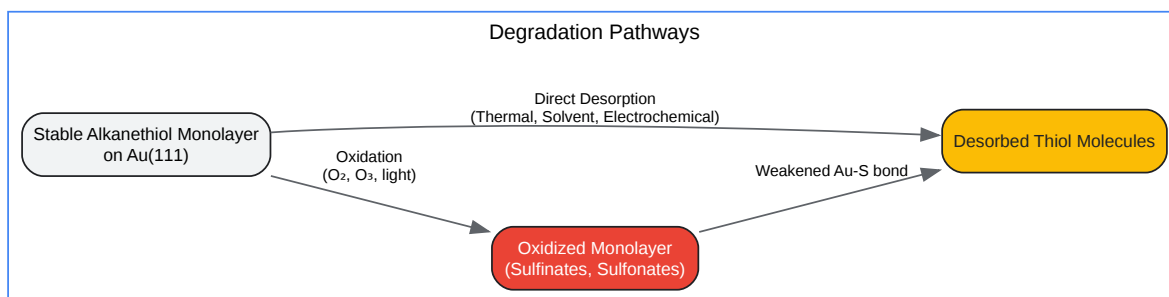 Degradation Pathways
Direct Desorption
(Thermal, Solvent, Electrochemical)
Stable Alkanethiol Monolayer
on Au(111)
Desorbed Thiol Molecules
Oxidation
(O₂, O₃, light)
Weakened Au-S bond
Oxidized Monolayer
(Sulfinates, Sulfonates)